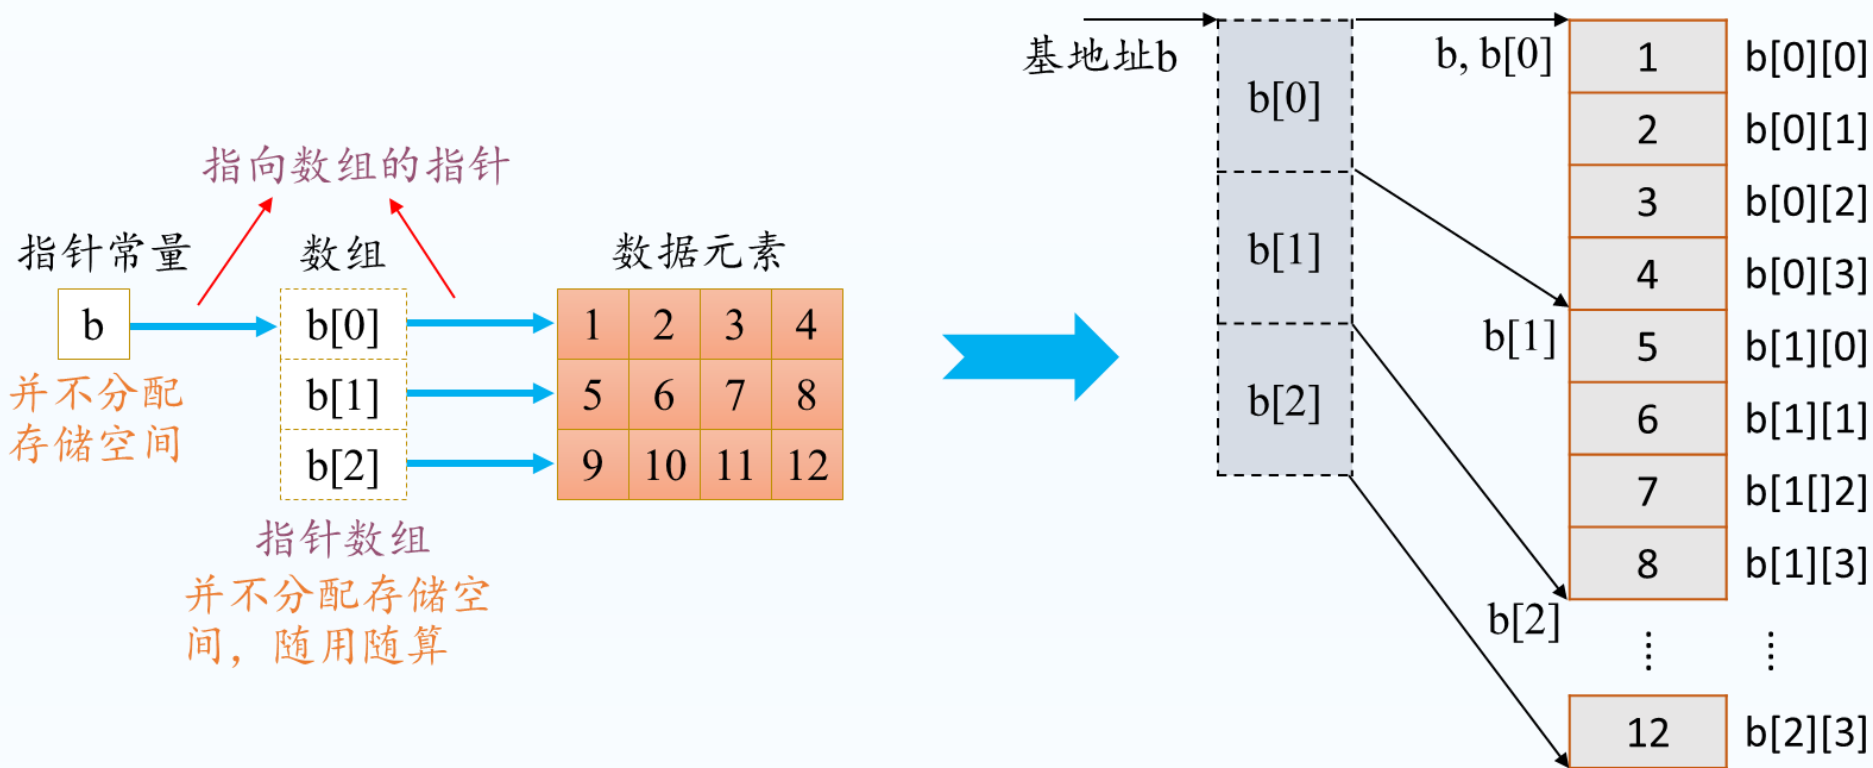 指向数组的指针
指针常量
数组
数据元素
b
b[0]
1 2 3 4
b[1]
5 6 7 8
b[2]
9 10 11 12
并不分配
存储空间
指针数组
并不分配存储空
间，随用随算
基地址b
b[0]
b[1]
b[2]
b, b[0]
b[1]
b[2]
1 b[0][0]
2 b[0][1]
3 b[0][2]
4 b[0][3]
5 b[1][0]
6 b[1][1]
7 b[1[]2]
8 b[1][3]
⋮ ⋮
12 b[2][3]